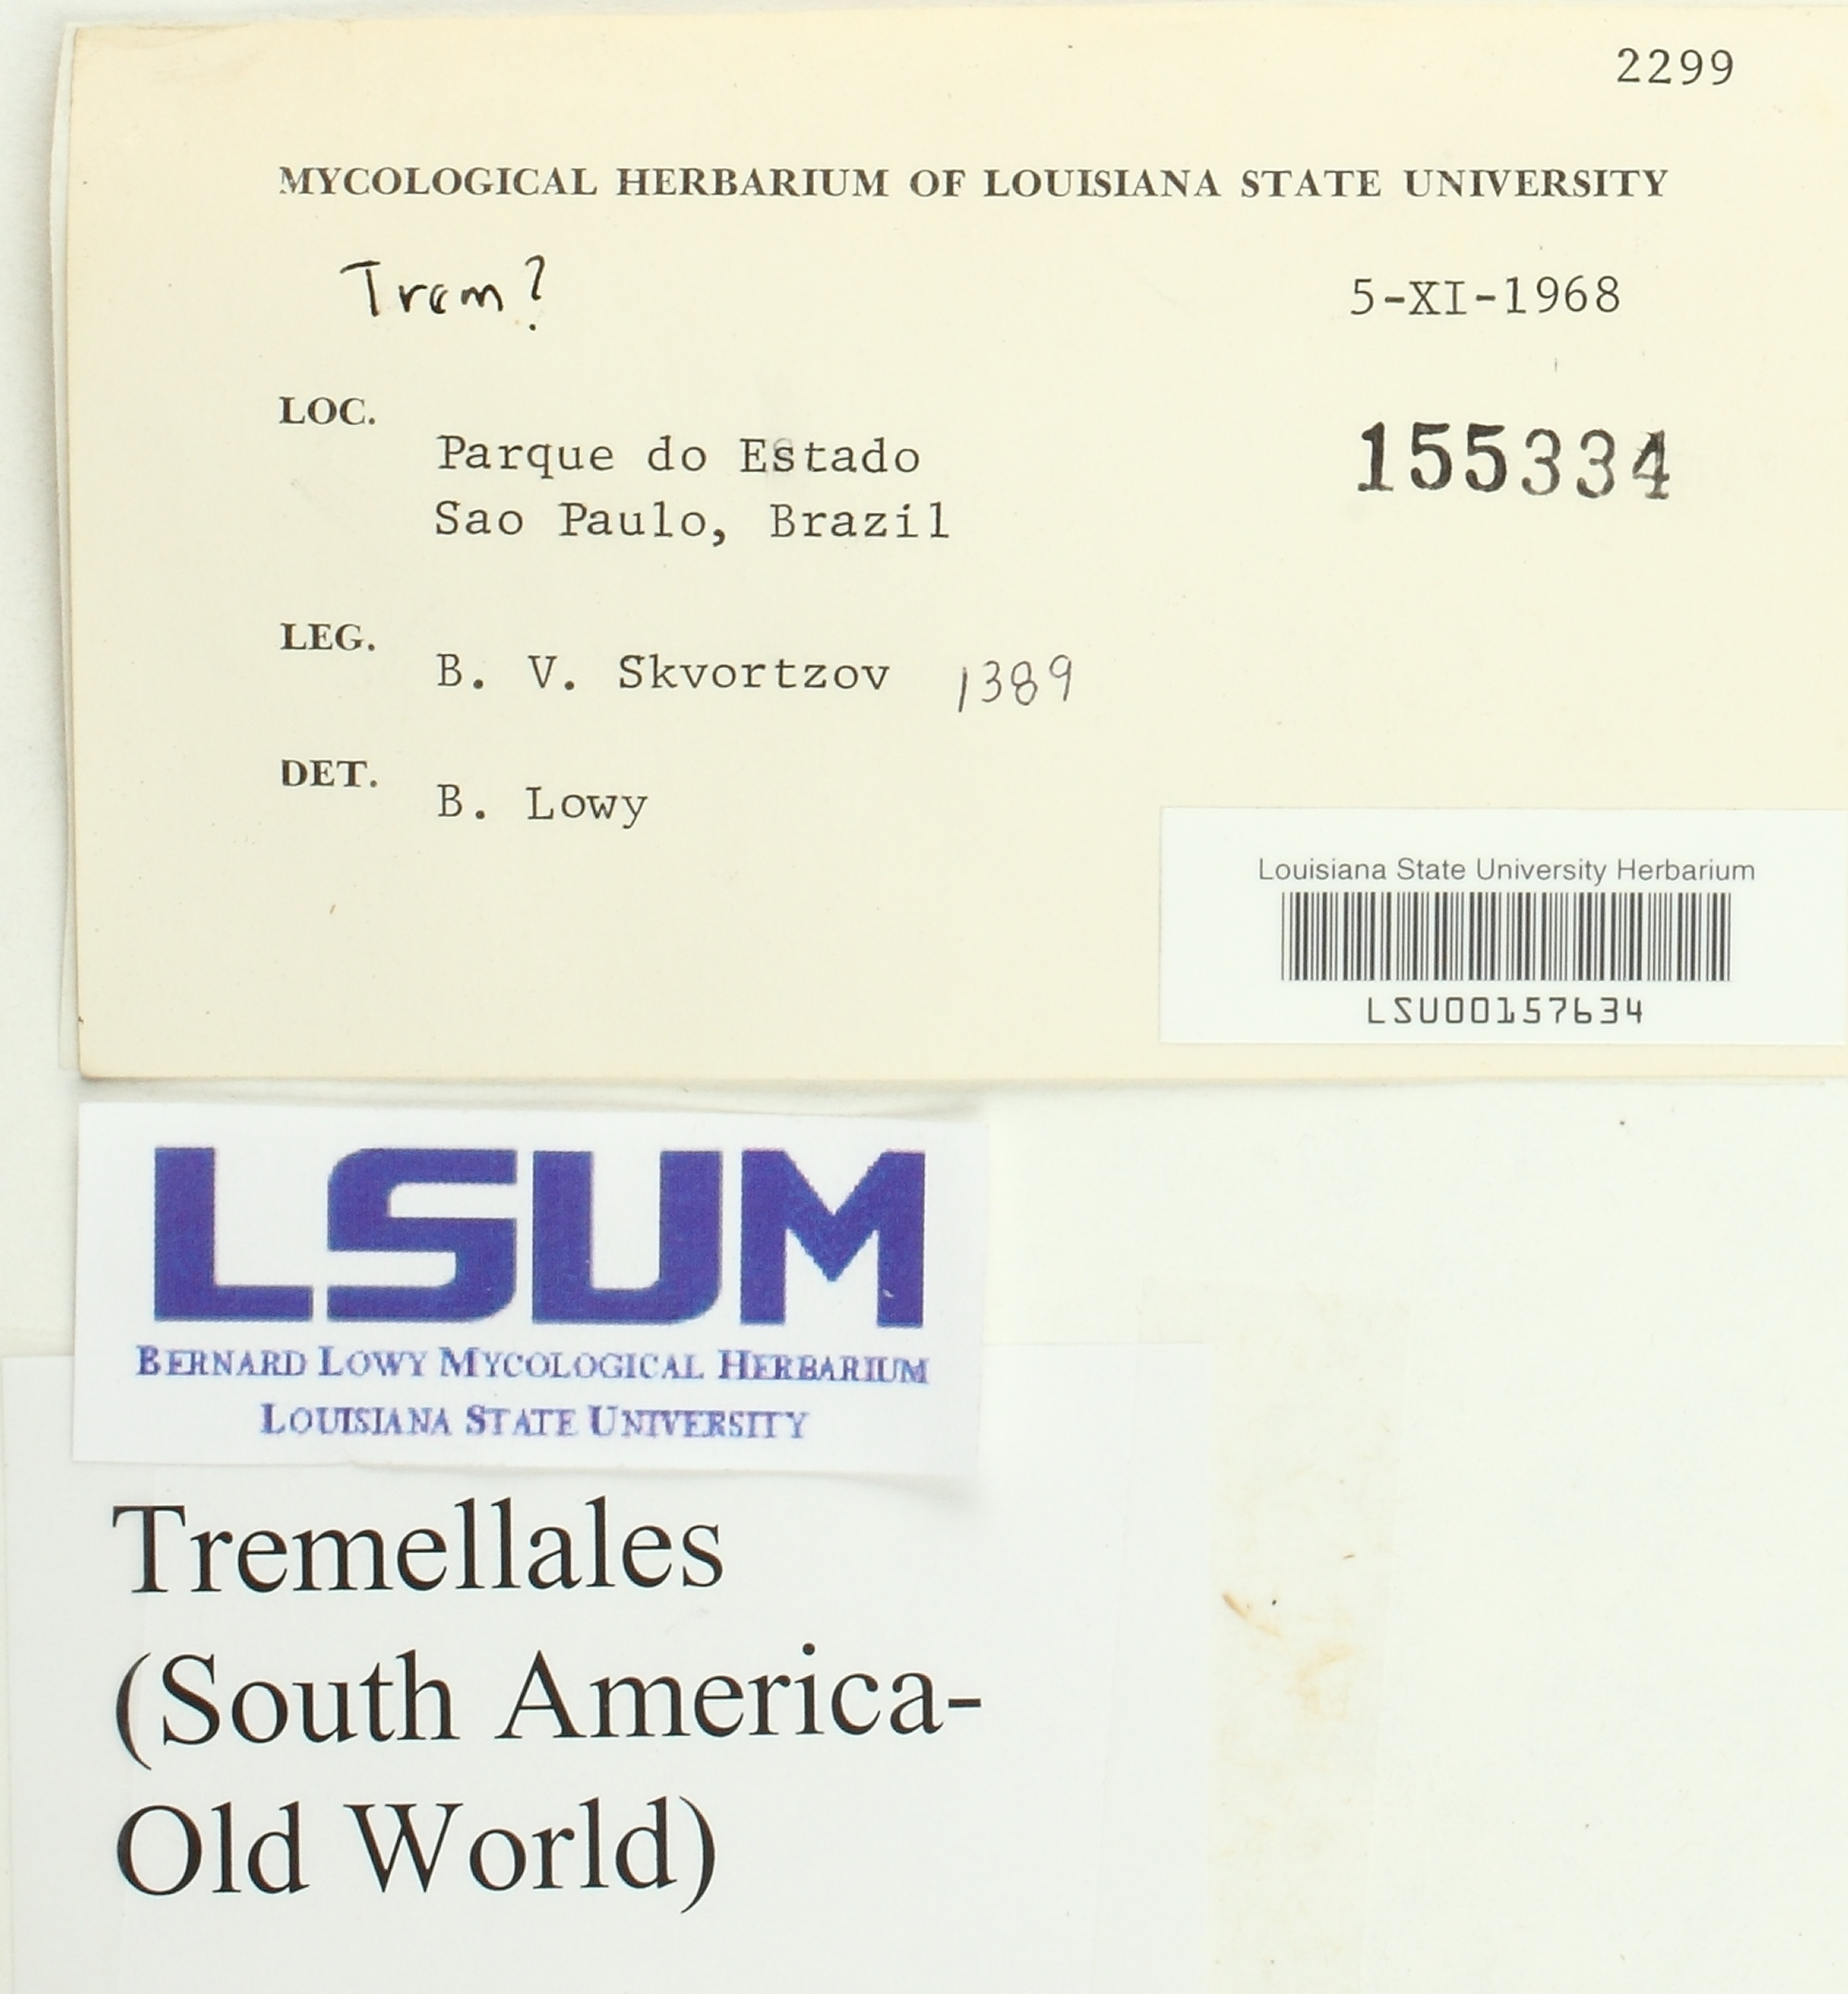 2299
MYCOLOGICAL HERBARIUM OF LOUISIANA STATE UNIVERSITY
Trem?
5-XI-1968
LOC.
Parque do Estado
155334
Sao Paulo, Brazil
LEG.
B. V. Skvortzov 1389
DET.
B. Lowy
Louisiana State University Herbarium
LSU00157634
LSUM
BERNARD LOWY MYCOLOGICAL HERBARIUM
LOUISIANA STATE UNIVERSITY
Tremellales
(South America-
Old World)